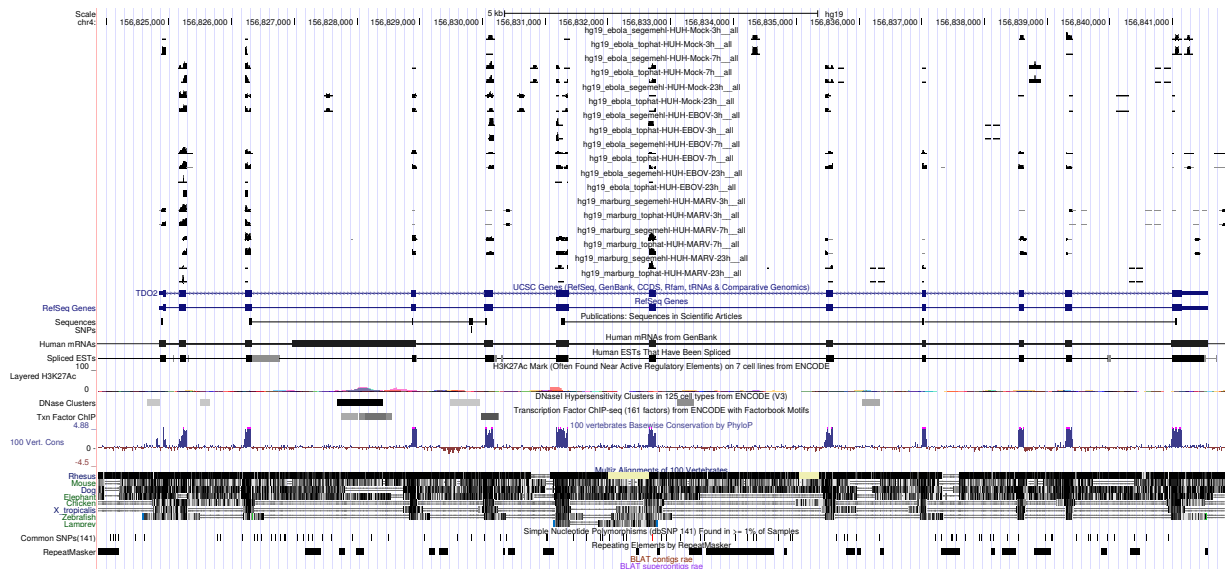 Scale 5 kb hg19
chr4: 156,825,000 156,826,000 156,827,000 156,828,000 156,829,000 156,830,000 156,831,000 156,832,000 156,833,000 156,834,000 156,835,000 156,836,000 156,837,000 156,838,000 156,839,000 156,840,000 156,841,000
hg19_ebola_segemehl-HUH-Mock-3h__all
hg19_ebola_tophat-HUH-Mock-3h__all
hg19_ebola_segemehl-HUH-Mock-7h__all
hg19_ebola_tophat-HUH-Mock-7h__all
hg19_ebola_segemehl-HUH-Mock-23h__all
hg19_ebola_tophat-HUH-Mock-23h__all
hg19_ebola_segemehl-HUH-EBOV-3h__all
hg19_ebola_tophat-HUH-EBOV-3h__all
hg19_ebola_segemehl-HUH-EBOV-7h__all
hg19_ebola_tophat-HUH-EBOV-7h__all
hg19_ebola_segemehl-HUH-EBOV-23h__all
hg19_ebola_tophat-HUH-EBOV-23h__all
hg19_marburg_segemehl-HUH-MARV-3h__all
hg19_marburg_tophat-HUH-MARV-3h__all
hg19_marburg_segemehl-HUH-MARV-7h__all
hg19_marburg_tophat-HUH-MARV-7h__all
hg19_marburg_segemehl-HUH-MARV-23h__all
hg19_marburg_tophat-HUH-MARV-23h__all
UCSC Genes (RefSeq, GenBank, CCDS, Rfam, tRNAs & Comparative Genomics)
TDO2
RefSeq Genes
RefSeq Genes
Publications: Sequences in Scientific Articles
Sequences
SNPs
Human mRNAs from GenBank
Human mRNAs
Human ESTs That Have Been Spliced
Spliced ESTs
H3K27Ac Mark (Often Found Near Active Regulatory Elements) on 7 cell lines from ENCODE
100
Layered H3K27Ac
0
DNaseI Hypersensitivity Clusters in 125 cell types from ENCODE (V3)
DNase Clusters
Transcription Factor ChIP-seq (161 factors) from ENCODE with Factorbook Motifs
Txn Factor ChIP
100 vertebrates Basewise Conservation by PhyloP
4.88
100 Vert. Cons
0
-4.5
Multiz Alignments of 100 Vertebrates
Rhesus
Mouse
Dog
Elephant
Chicken
X_tropicalis
Zebrafish
Lamprey
Simple Nucleotide Polymorphisms (dbSNP 141) Found in >= 1% of Samples
Common SNPs(141)
Repeating Elements by RepeatMasker
RepeatMasker
BLAT contigs rae
BLAT supercontigs rae